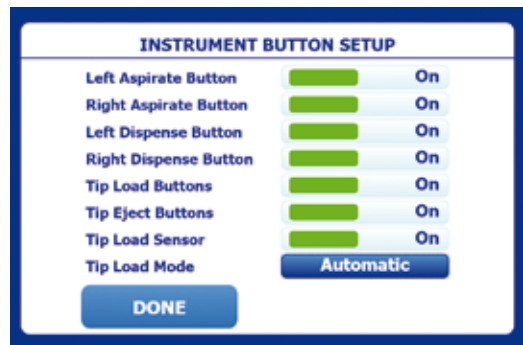 INSTRUMENT BUTTON SETUP
Left Aspirate Button On
Right Aspirate Button On
Left Dispense Button On
Right Dispense Button On
Tip Load Buttons On
Tip Eject Buttons On
Tip Load Sensor On
Tip Load Mode Automatic
DONE